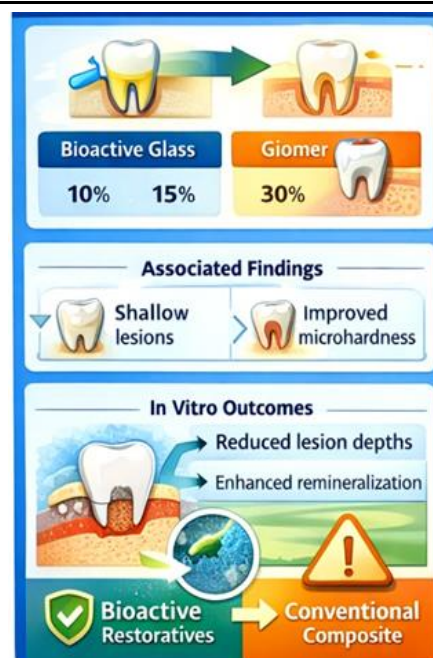 Bioactive Glass
10% 15%
Giomer
30%
Associated Findings
Shallow
lesions
Improved
microhardness
In Vitro Outcomes
Reduced lesion depths
Enhanced remineralization
Bioactive
Restoratives
Conventional
Composite